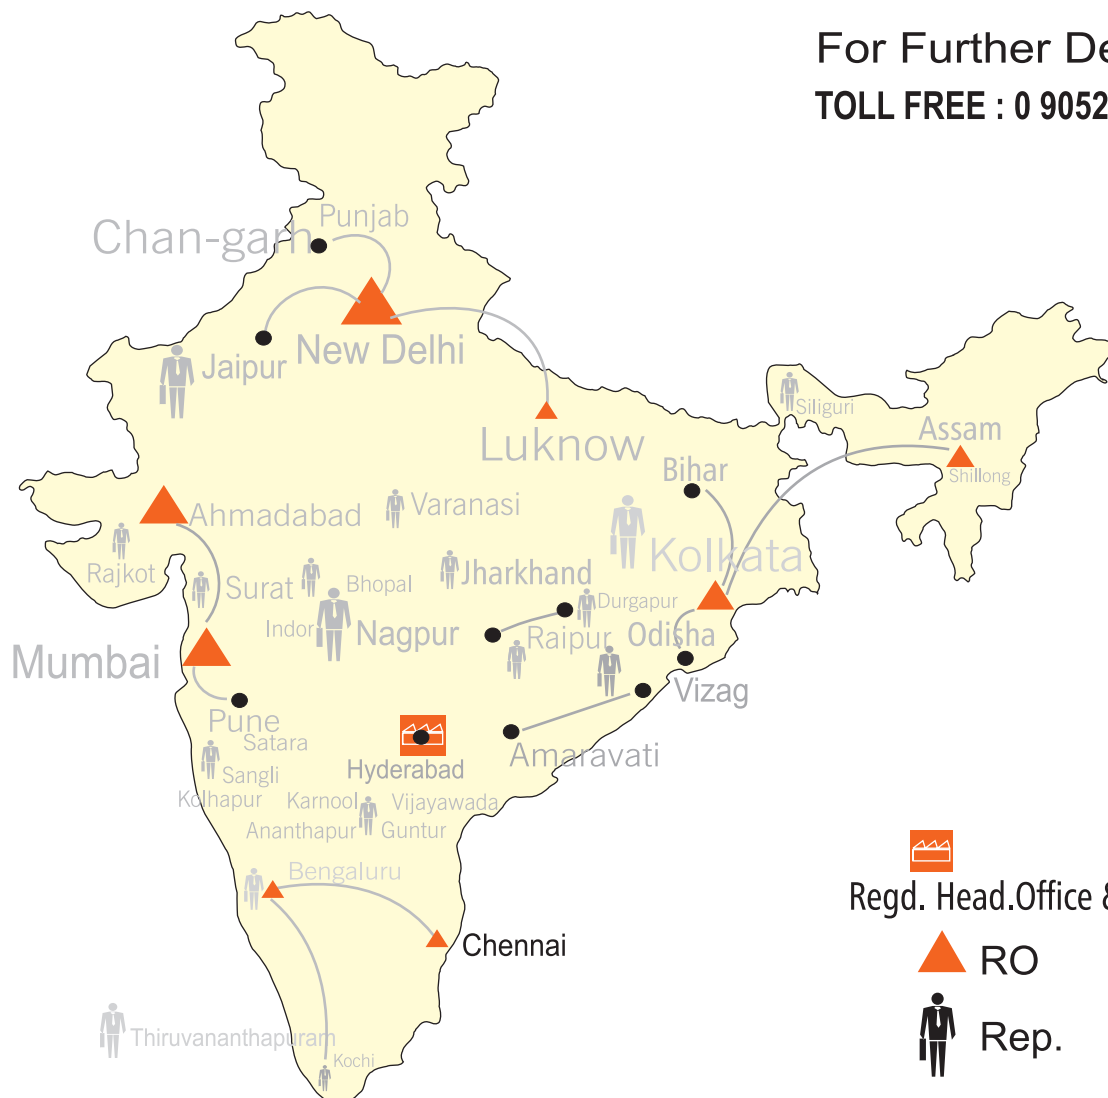 For Further De
TOLL FREE : 0 9052
Punjab
Chan-garh
New Delhi
Jaipur
Siliguri
Luknow
Assam
Bihar
Shillong
Varanasi
Ahmadabad
Kolkata
Rajkot
Surat
Bhopal
Jharkhand
Durgapur
Indor
Nagpur
Raipur
Odisha
Mumbai
Vizag
Pune
Satara
Amaravati
Hyderabad
Sangli
Kolhapur
Karnool
Vijayawada
Ananthapur
Guntur
Bengaluru
Regd. Head.Office &
Chennai
RO
Thiruvananthapuram
Rep.
Kochi